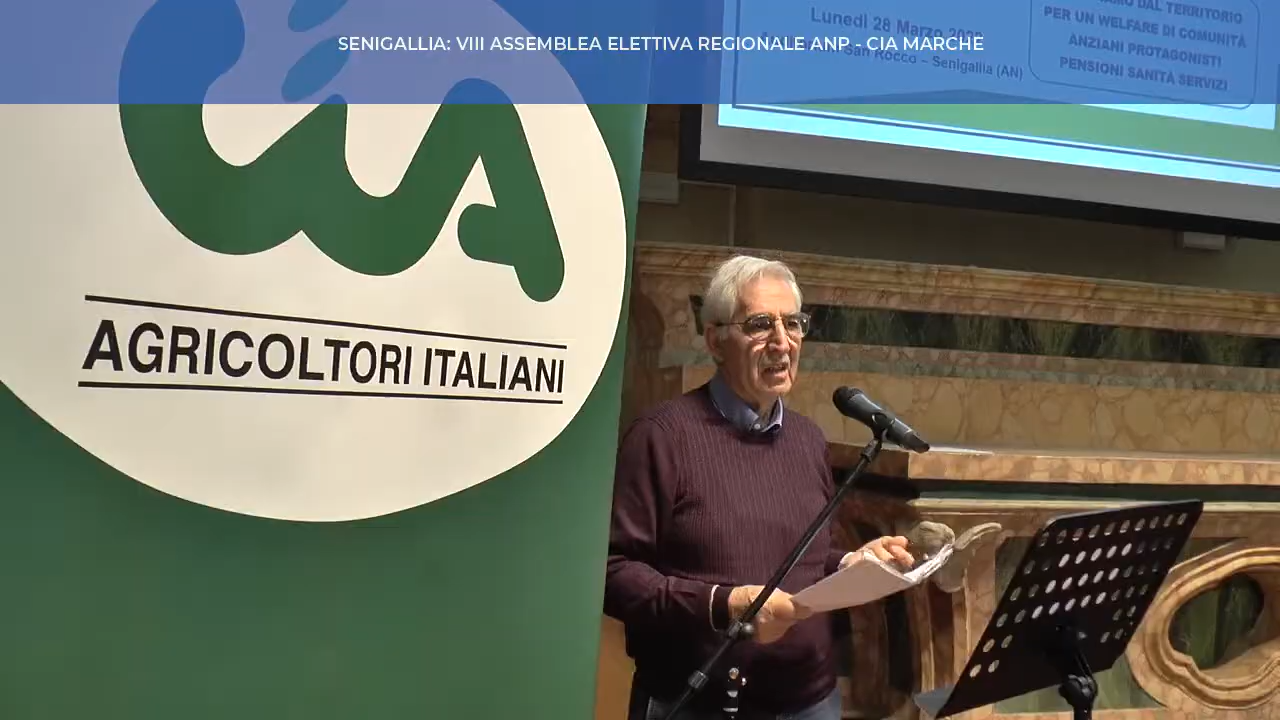 SENIGALLIA: VIII ASSEMBLEA ELETTIVA REGIONALE ANP - CIA MARCHE
Lunedì 28 Marzo
San Rocco – Senigallia (AN)
DAL TERRITORIO
PER UN WELFARE DI COMUNITÀ
ANZIANI PROTAGONISTI
PENSIONI SANITÀ SERVIZI
cia
AGRICOLTORI ITALIANI